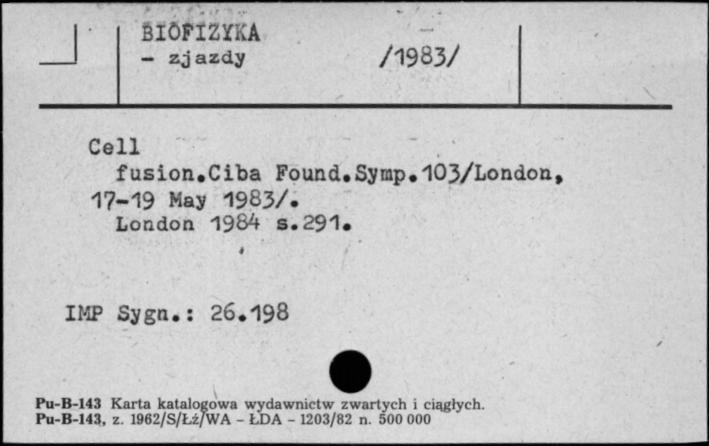 BIOFIZYKA
- zjazdy /1983/
Cell
fusion.Ciba Found.Symp.103/London,
17-19 May 1983/.
London 1984 s.291.
IMP Sygn.: 26.198
Pu-B-143 Karta katalogowa wydawnictw zwartych i ciągłych.
Pu-B-143, z. 1962/S/Łż/WA - ŁDA - 1203/82 n. 500 000